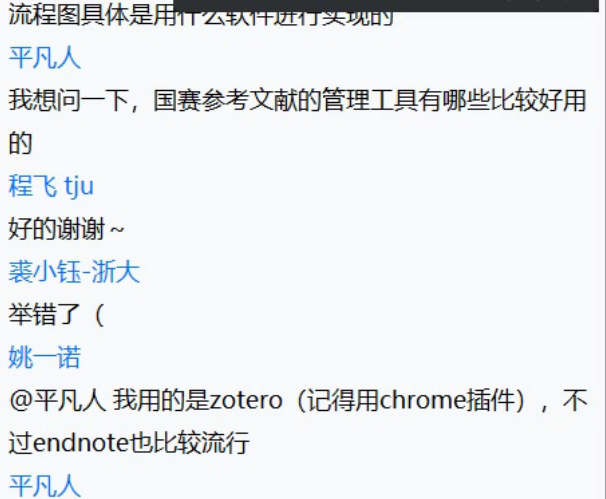 流程图具体是用什么软件进行实现的
平凡人
我想问一下，国赛参考文献的管理工具有哪些比较好用
的
程飞 tju
好的谢谢～
裘小钰-浙大
举错了（
姚一诺
@平凡人 我用的是zotero（记得用chrome插件），不
过endnote也比较流行
平凡人